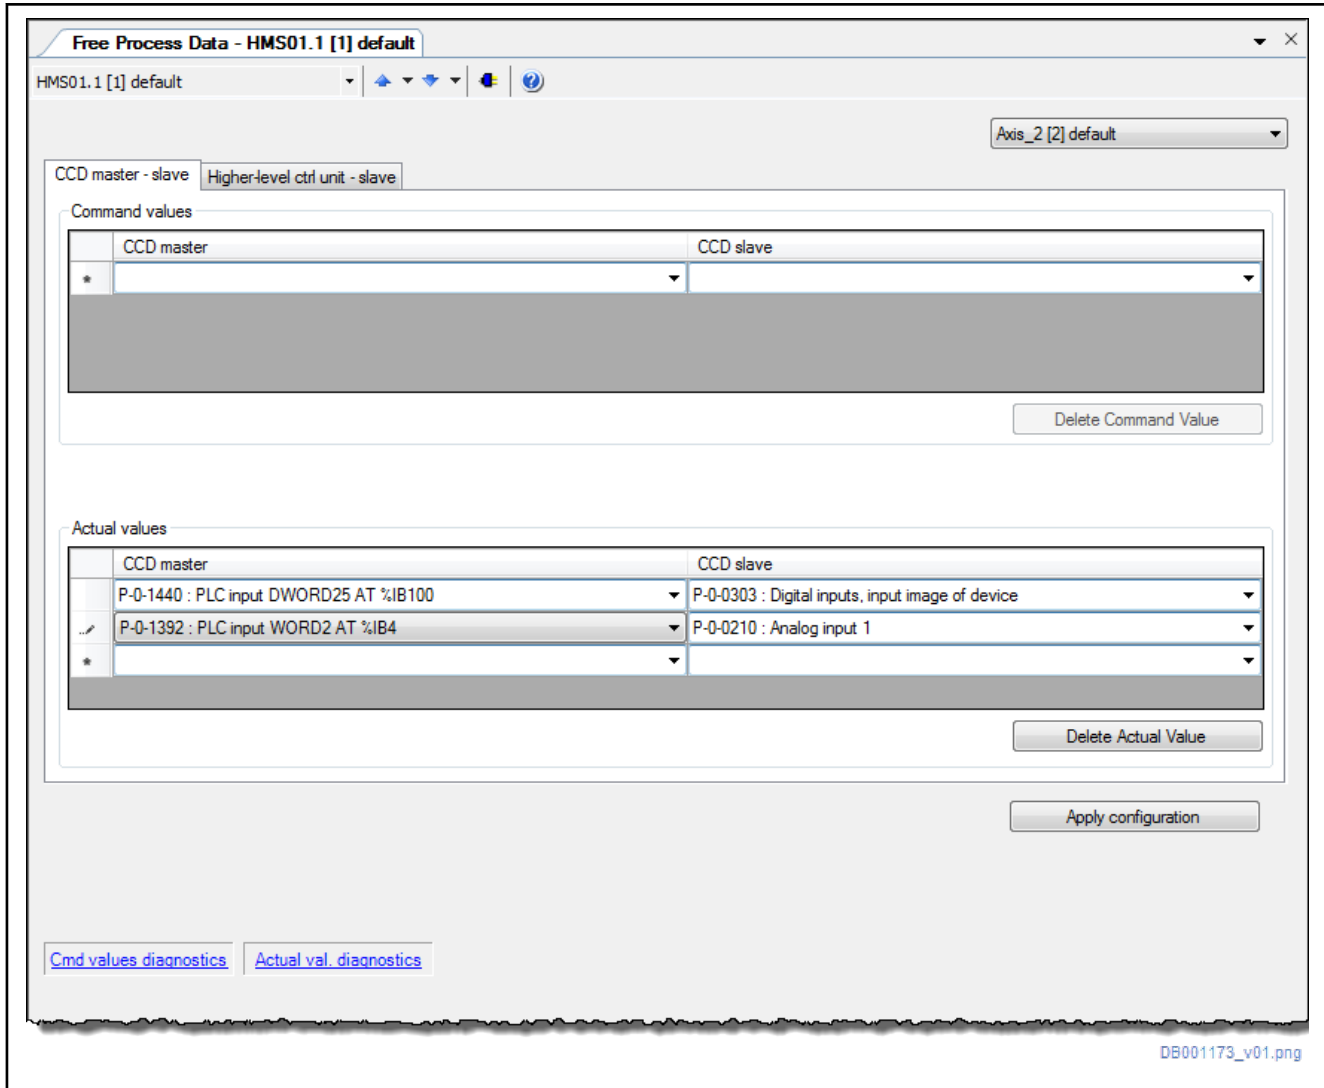 Free Process Data - HMS01.1 [1] default
HMS01.1 [1] default
Axis_2 [2] default
CCD master - slave Higher-level ctrl unit - slave
Command values
CCD master CCD slave
*
Delete Command Value
Actual values
CCD master CCD slave
P-0-1440 : PLC input DWORD25 AT %IB100 P-0-0303 : Digital inputs, input image of device
P-0-1392 : PLC input WORD2 AT %IB4 P-0-0210 : Analog input 1
*
Delete Actual Value
Apply configuration
Cmd values diagnostics Actual val. diagnostics
DB001173_v01.png